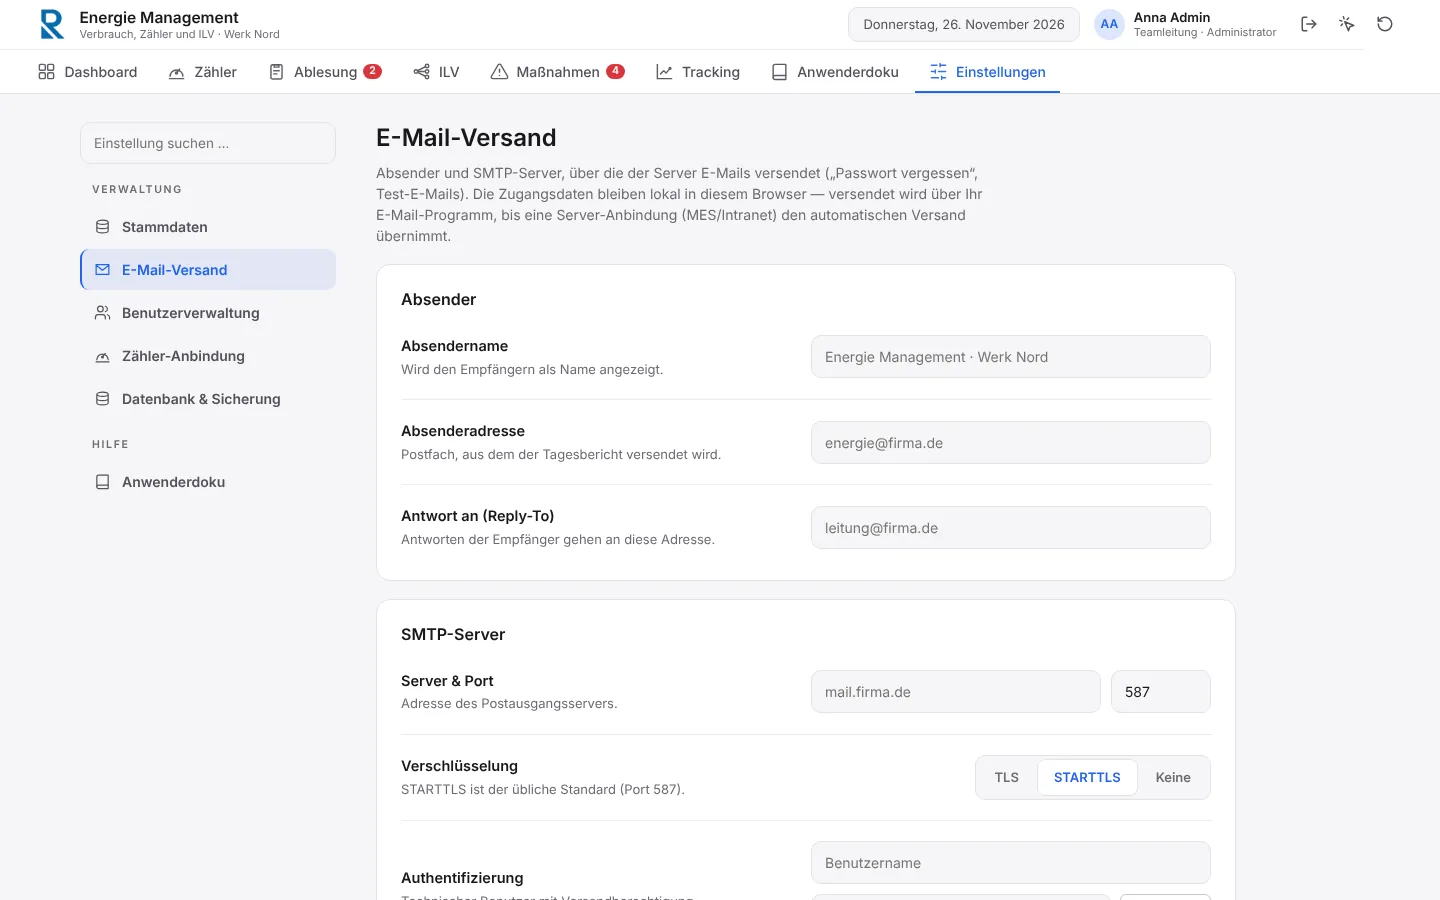 Energie Management
Verbrauch, Zähler und ILV · Werk Nord
Donnerstag, 26. November 2026
AA
Anna Admin
Teamleitung · Administrator
Dashboard
Zähler
Ablesung 2
ILV
Maßnahmen 4
Tracking
Anwenderdoku
Einstellungen
Einstellung suchen ...
VERWALTUNG
Stammdaten
E-Mail-Versand
Benutzerverwaltung
Zähler-Anbindung
Datenbank & Sicherung
HILFE
Anwenderdoku
E-Mail-Versand
Absender und SMTP-Server, über die der Server E-Mails versendet („Passwort vergessen“,
Test-E-Mails). Die Zugangsdaten bleiben lokal in diesem Browser — versendet wird über Ihr
E-Mail-Programm, bis eine Server-Anbindung (MES/Intranet) den automatischen Versand
übernimmt.
Absender
Absendername
Wird den Empfängern als Name angezeigt.
Energie Management · Werk Nord
Absenderadresse
Postfach, aus dem der Tagesbericht versendet wird.
energie@firma.de
Antwort an (Reply-To)
Antworten der Empfänger gehen an diese Adresse.
leitung@firma.de
SMTP-Server
Server & Port
Adresse des Postausgangsservers.
mail.firma.de
587
Verschlüsselung
STARTTLS ist der übliche Standard (Port 587).
TLS
STARTTLS
Keine
Authentifizierung
Technischer Benutzer mit Versandberechtigung.
Benutzername